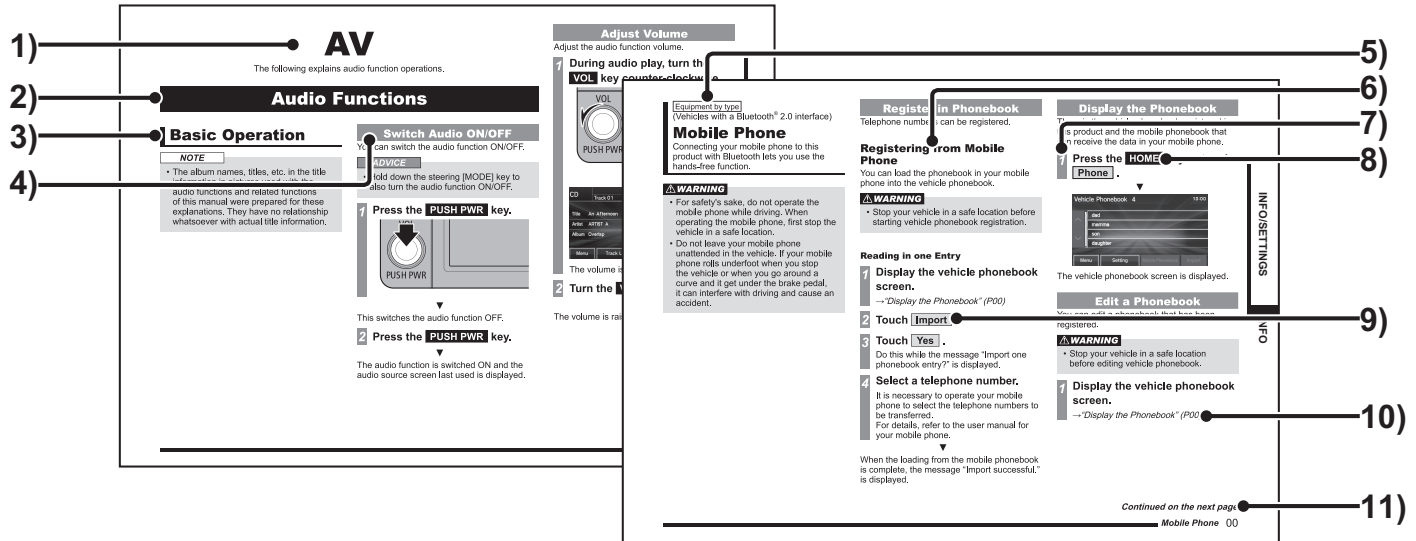 1)
2)
3)
4)
AV
The following explains audio function operations.
Audio Functions
Basic Operation
NOTE
• The album names, titles, etc. in the title
audio functions and related functions
of this manual were prepared for these
explanations. They have no relationship
whatsoever with actual title information.
Switch Audio ON/OFF
You can switch the audio function ON/OFF.
ADVICE
• Hold down the steering [MODE] key to
also turn the audio function ON/OFF.
1 Press the PUSH PWR key.
PUSH PWR
▼
This switches the audio function OFF.
2 Press the PUSH PWR key.
▼
The audio function is switched ON and the
audio source screen last used is displayed.
Adjust Volume
Adjust the audio function volume.
1 During audio play, turn th
VOL key counter-clockwise
VOL
PUSH PWR
CD
Track 01
Title An Afternoon
Artist ARTIST A
Album Overlap
Menu Track L
The volume is
2 Turn the
The volume is rai
5)
6)
7)
8)
9)
10)
11)
Equipment by type
(Vehicles with a Bluetooth® 2.0 interface)
Mobile Phone
Connecting your mobile phone to this
product with Bluetooth lets you use the
hands-free function.
⚠WARNING
• For safety's sake, do not operate the
mobile phone while driving. When
operating the mobile phone, first stop the
vehicle in a safe location.
• Do not leave your mobile phone
unattended in the vehicle. If your mobile
phone rolls underfoot when you stop
the vehicle or when you go around a
curve and it get under the brake pedal,
it can interfere with driving and cause an
accident.
Register in Phonebook
Telephone numbers can be registered.
Registering from Mobile
Phone
You can load the phonebook in your mobile
phone into the vehicle phonebook.
⚠WARNING
• Stop your vehicle in a safe location before
starting vehicle phonebook registration.
Reading in one Entry
1 Display the vehicle phonebook
screen.
→"Display the Phonebook" (P00)
2 Touch Import
3 Touch Yes .
Do this while the message "Import one
phonebook entry?" is displayed.
4 Select a telephone number.
It is necessary to operate your mobile
phone to select the telephone numbers to
be transferred.
For details, refer to the user manual for
your mobile phone.
▼
When the loading from the mobile phonebook
is complete, the message "Import successful."
is displayed.
Display the Phonebook
is product and the mobile phonebook that
an receive the data in your mobile phone.
1 Press the HOME
Phone .
▼
Vehicle Phonebook 4 10:00
dad
mamma
son
daughter
Menu Setting
The vehicle phonebook screen is displayed.
Edit a Phonebook
You can edit a phonebook that has been
registered.
⚠WARNING
• Stop your vehicle in a safe location
before editing vehicle phonebook.
1 Display the vehicle phonebook
screen.
→"Display the Phonebook" (P00
INFO/SETTINGS
NFO
Continued on the next page
Mobile Phone 00